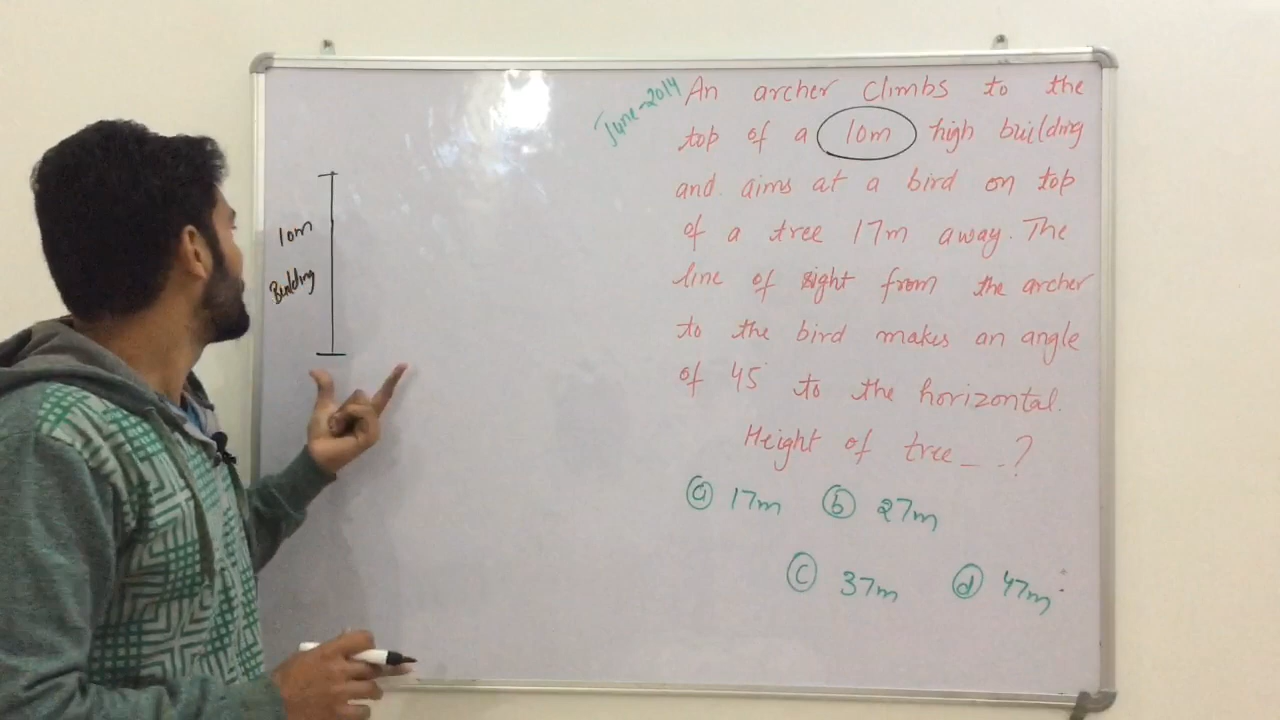 June-2014
An archer climbs to the
top of a 10m high building
and aims at a bird on top
of a tree 17m away. The
line of sight from the archer
to the bird makes an angle
of 45° to the horizontal.
Height of tree_ _.?
ⓐ 17m ⓑ 27m
ⓒ 37m ⓓ 47m
10m
Building